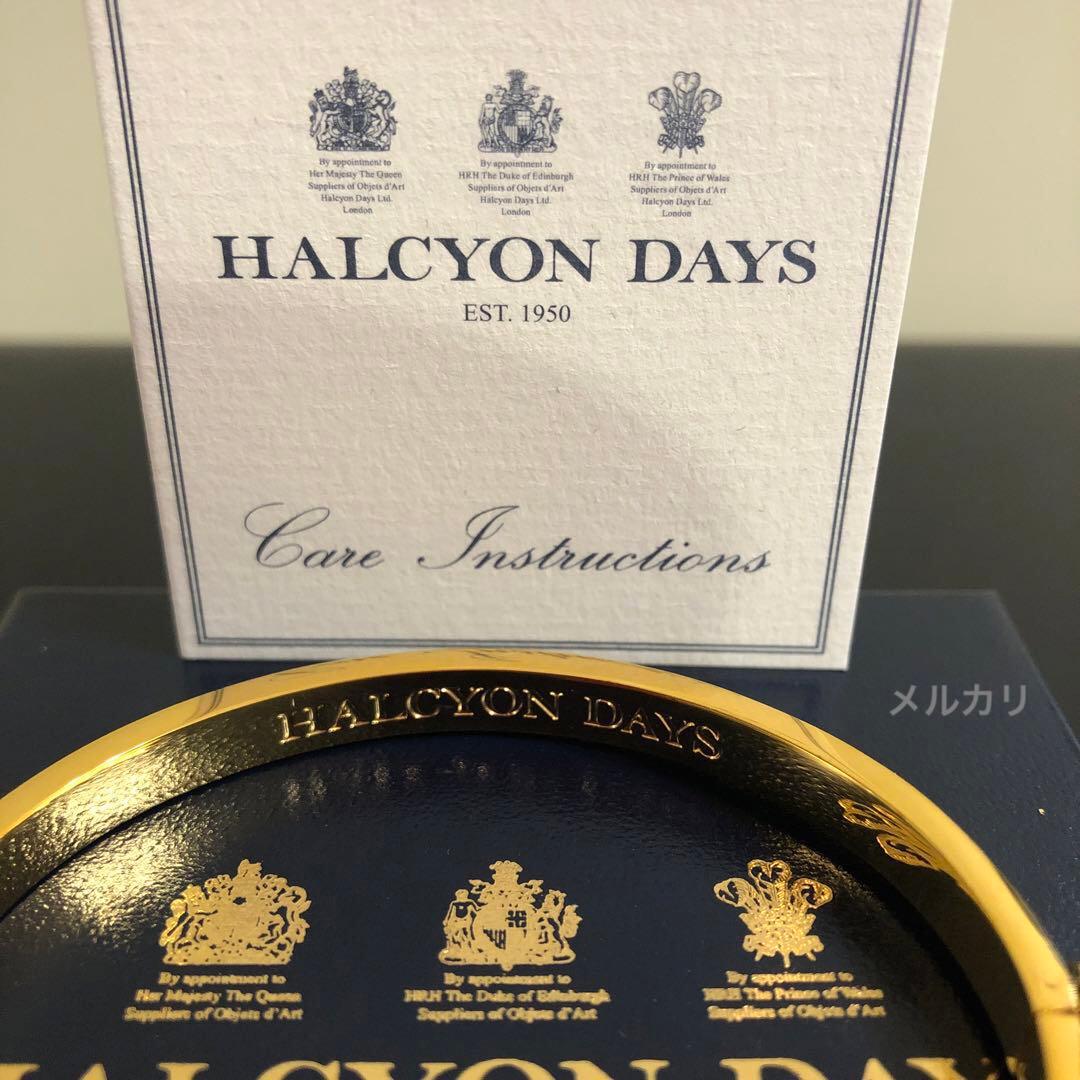 By appointment to
Her Majesty The Queen
Suppliers of Objets d'Art
Halcyon Days Ltd.
London
By appointment to
HRH The Duke of Edinburgh
Suppliers of Objets d'Art
Halcyon Days Ltd.
London
By appointment to
HRH The Prince of Wales
Suppliers of Objets d'Art
Halcyon Days Ltd.
London
HALCYON DAYS
EST. 1950
Care Instructions
メルカリ
HALCYON DAYS
By appointment to
Her Majesty The Queen
Suppliers of Objets d'Art
By appointment to
HRH The Duke of Edinburgh
Suppliers of Objets d'Art
By appointment to
HRH The Prince of Wales
Suppliers of Objets d'Art
HALCYON DAYS